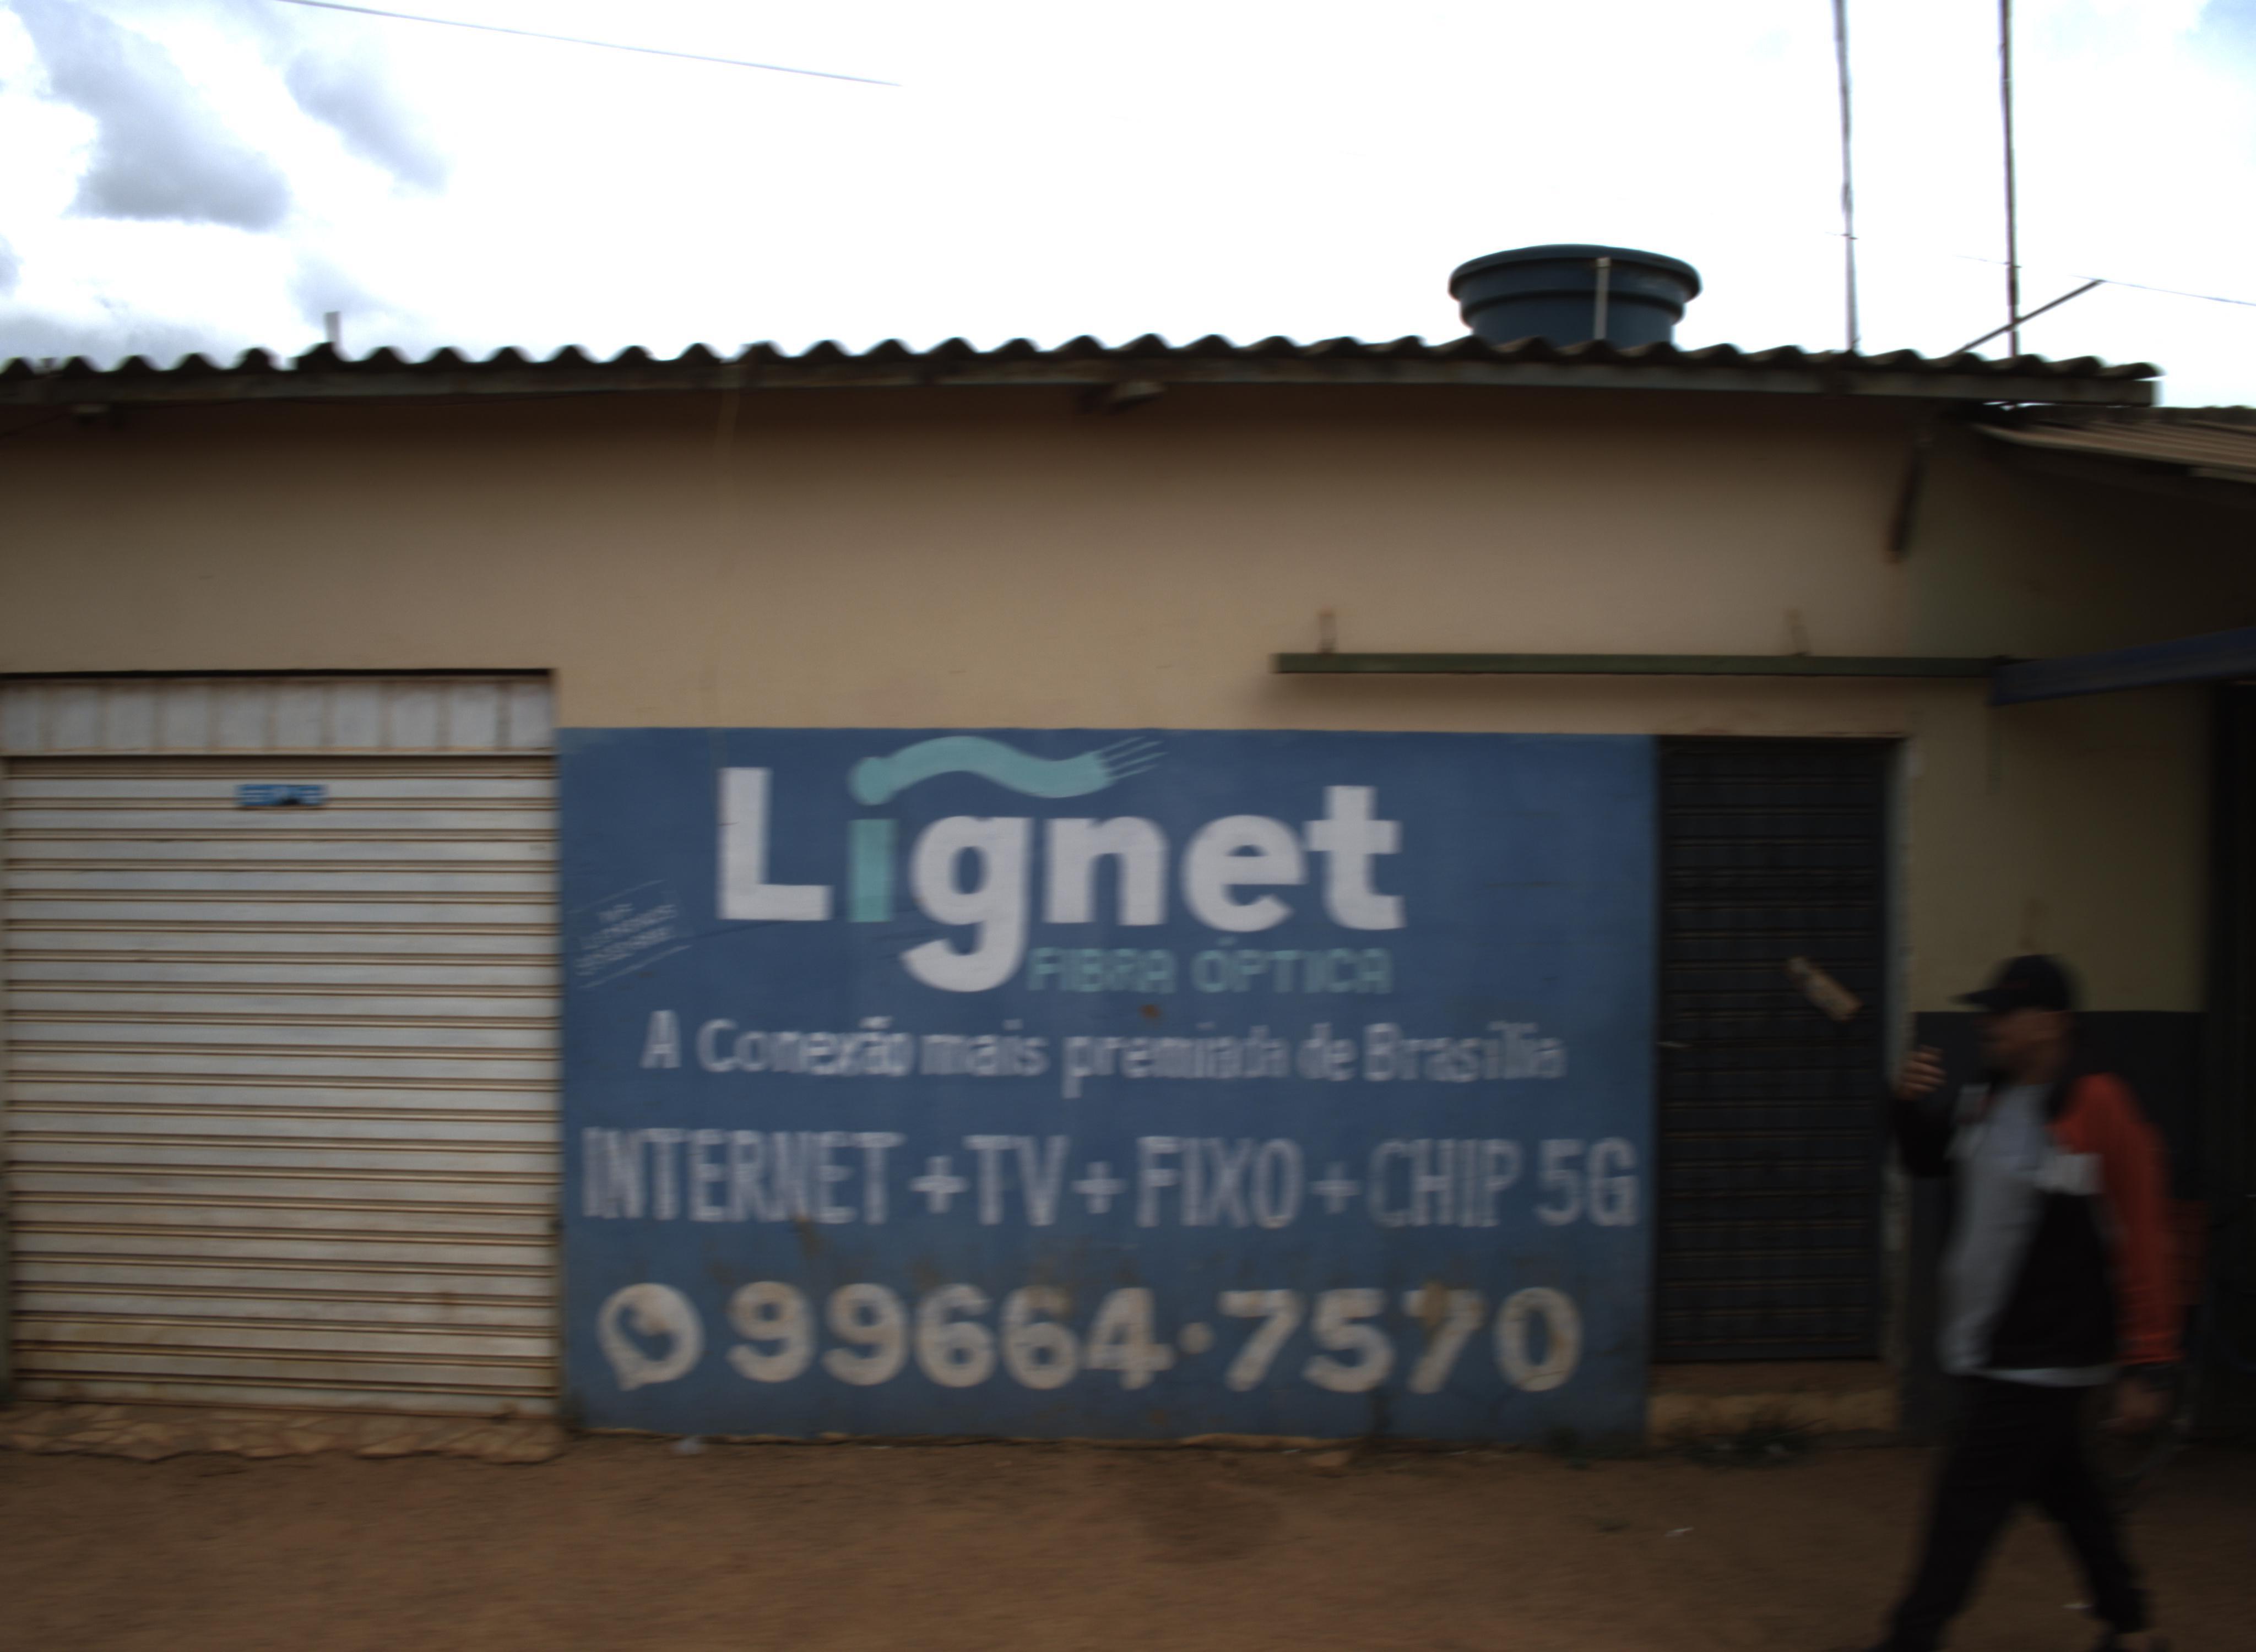 Lignet
FIBRA ÓPTICA
A Conexão mais premiada de Brasília
INTERNET + TV + FIXO + CHIP 5G
99664·7570